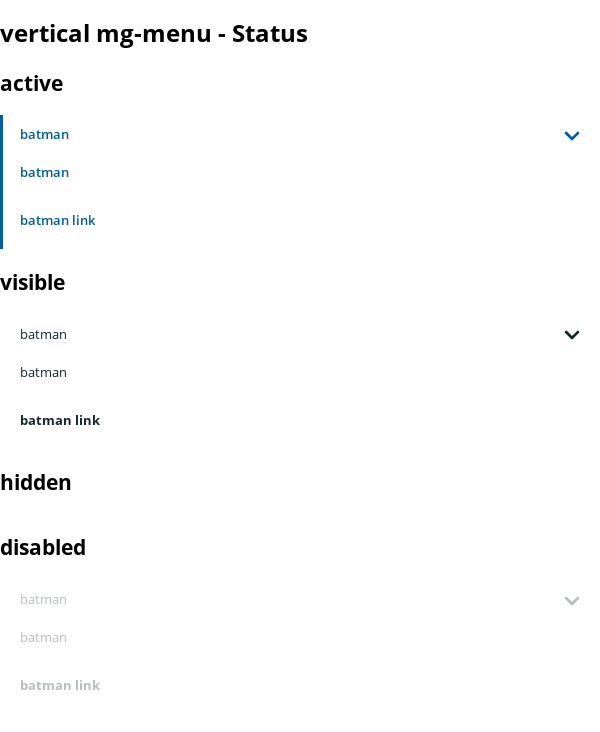 vertical mg-menu - Status
active
batman
batman
batman link
visible
batman
batman
batman link
hidden
disabled
batman
batman
batman link